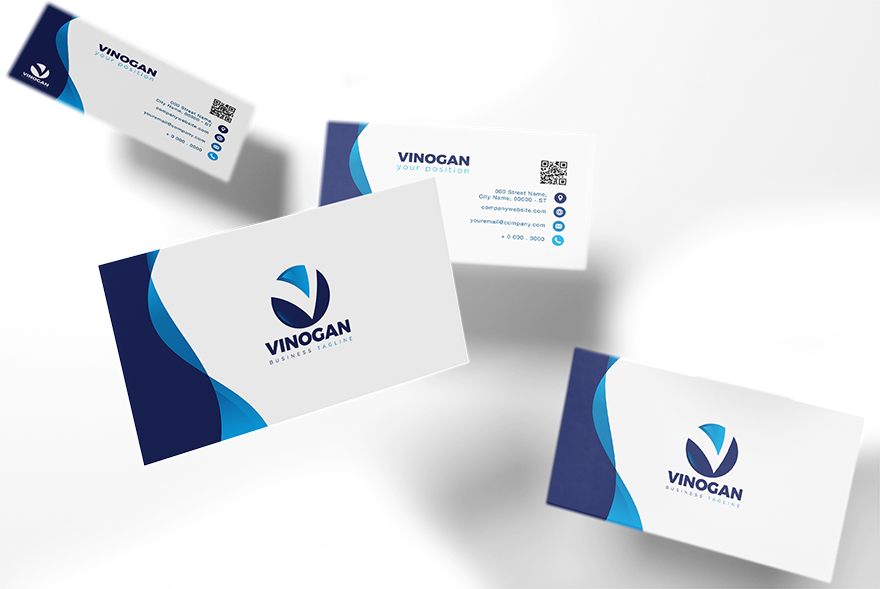 VINOGAN
your position
000 Street Name,
City Name, 00000 - ST
companywebsite.com
youremail@company.com
+ 0 000 . 0000
VINOGAN
VINOGAN
your position
000 Street Name,
City Name, 00000 - ST
companywebsite.com
youremail@company.com
+ 0 000 . 0000
VINOGAN
BUSINESS TAGLINE
VINOGAN
BUSINESS TAGLINE